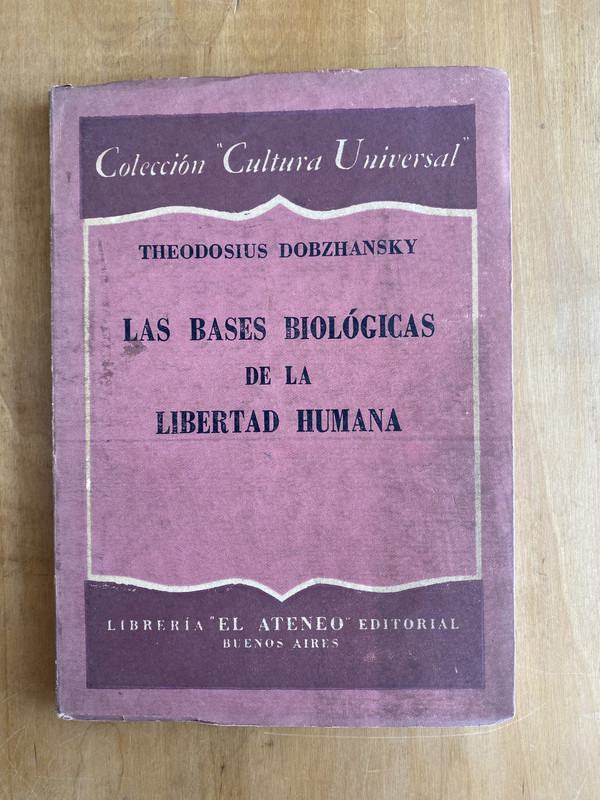 Colección "Cultura Universal"
THEODOSIUS DOBZHANSKY
LAS BASES BIOLÓGICAS
DE LA
LIBERTAD HUMANA
LIBRERÍA "EL ATENEO" EDITORIAL
BUENOS AIRES